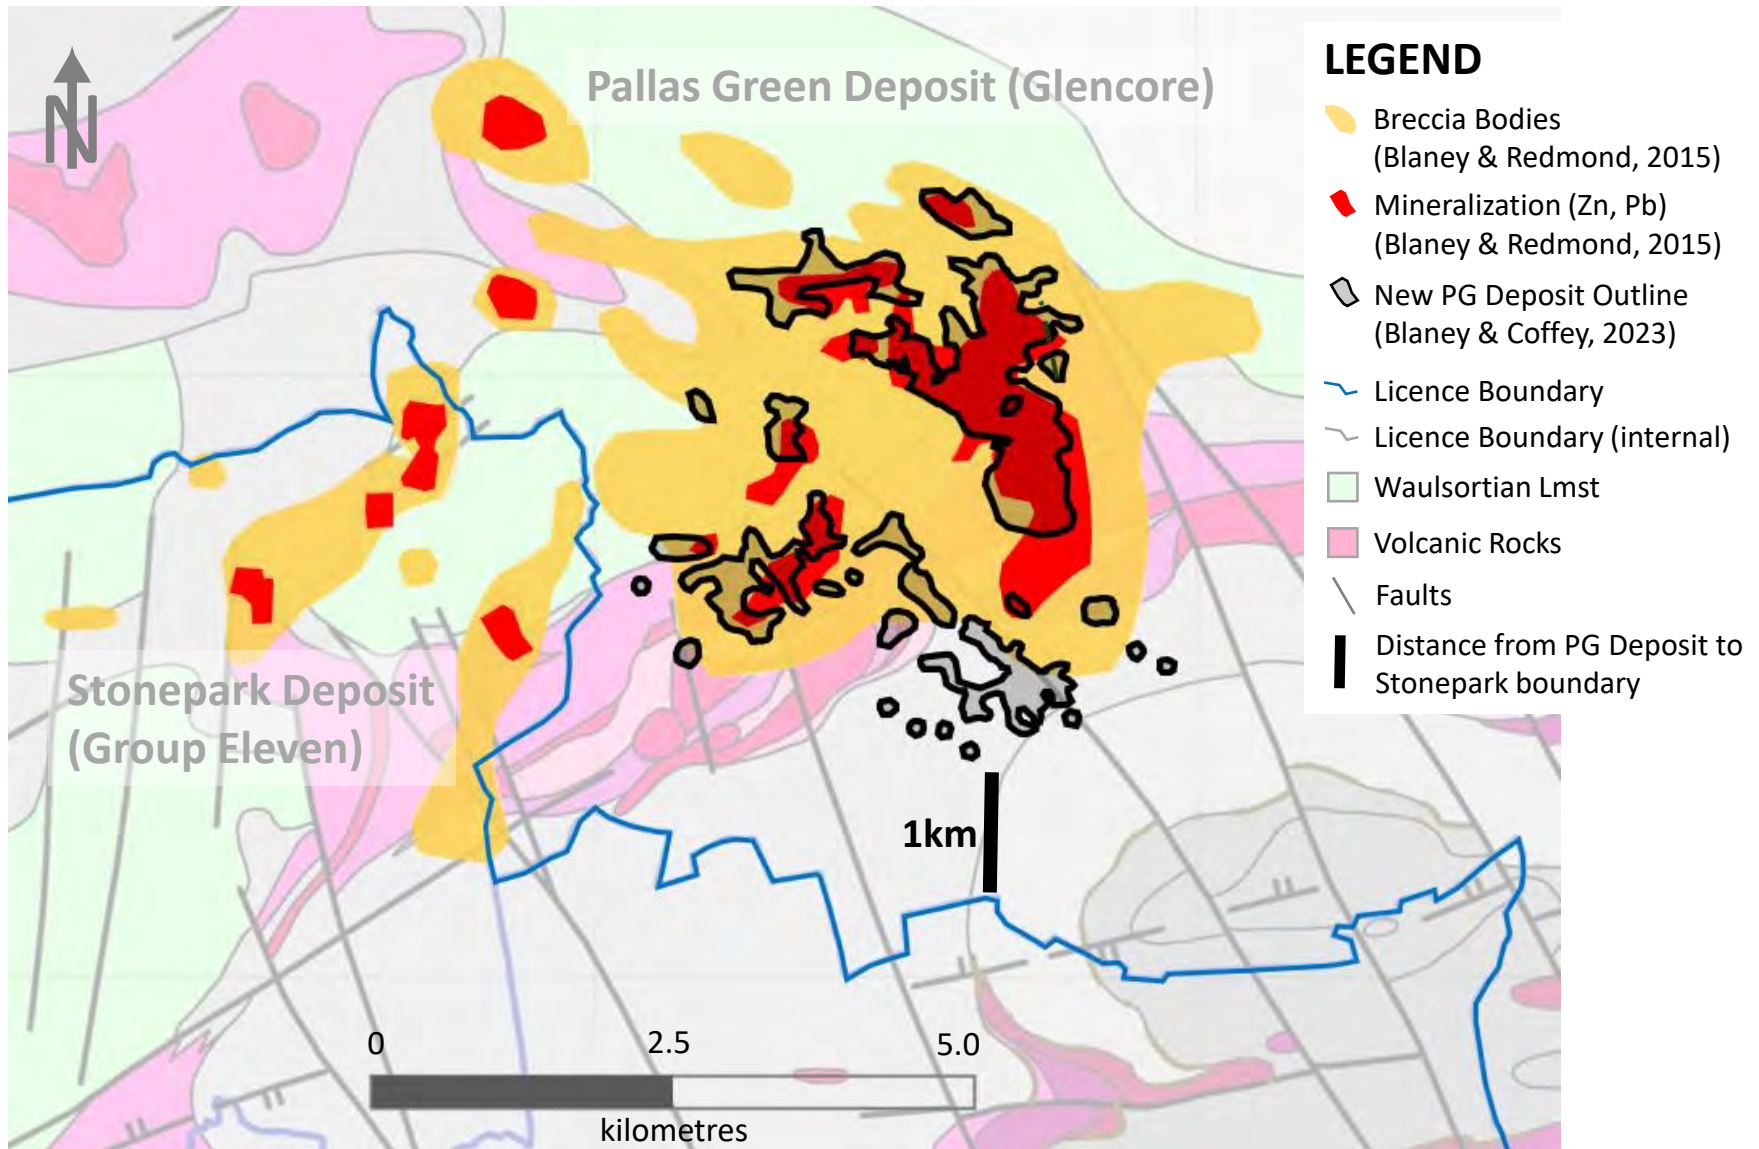 N
Pallas Green Deposit (Glencore)
LEGEND
Breccia Bodies
(Blaney & Redmond, 2015)
Mineralization (Zn, Pb)
(Blaney & Redmond, 2015)
New PG Deposit Outline
(Blaney & Coffey, 2023)
Licence Boundary
Licence Boundary (internal)
Waulsortian Lmst
Volcanic Rocks
Faults
Distance from PG Deposit to
Stonepark boundary
Stonepark Deposit
(Group Eleven)
1km
0 2.5 5.0
kilometres